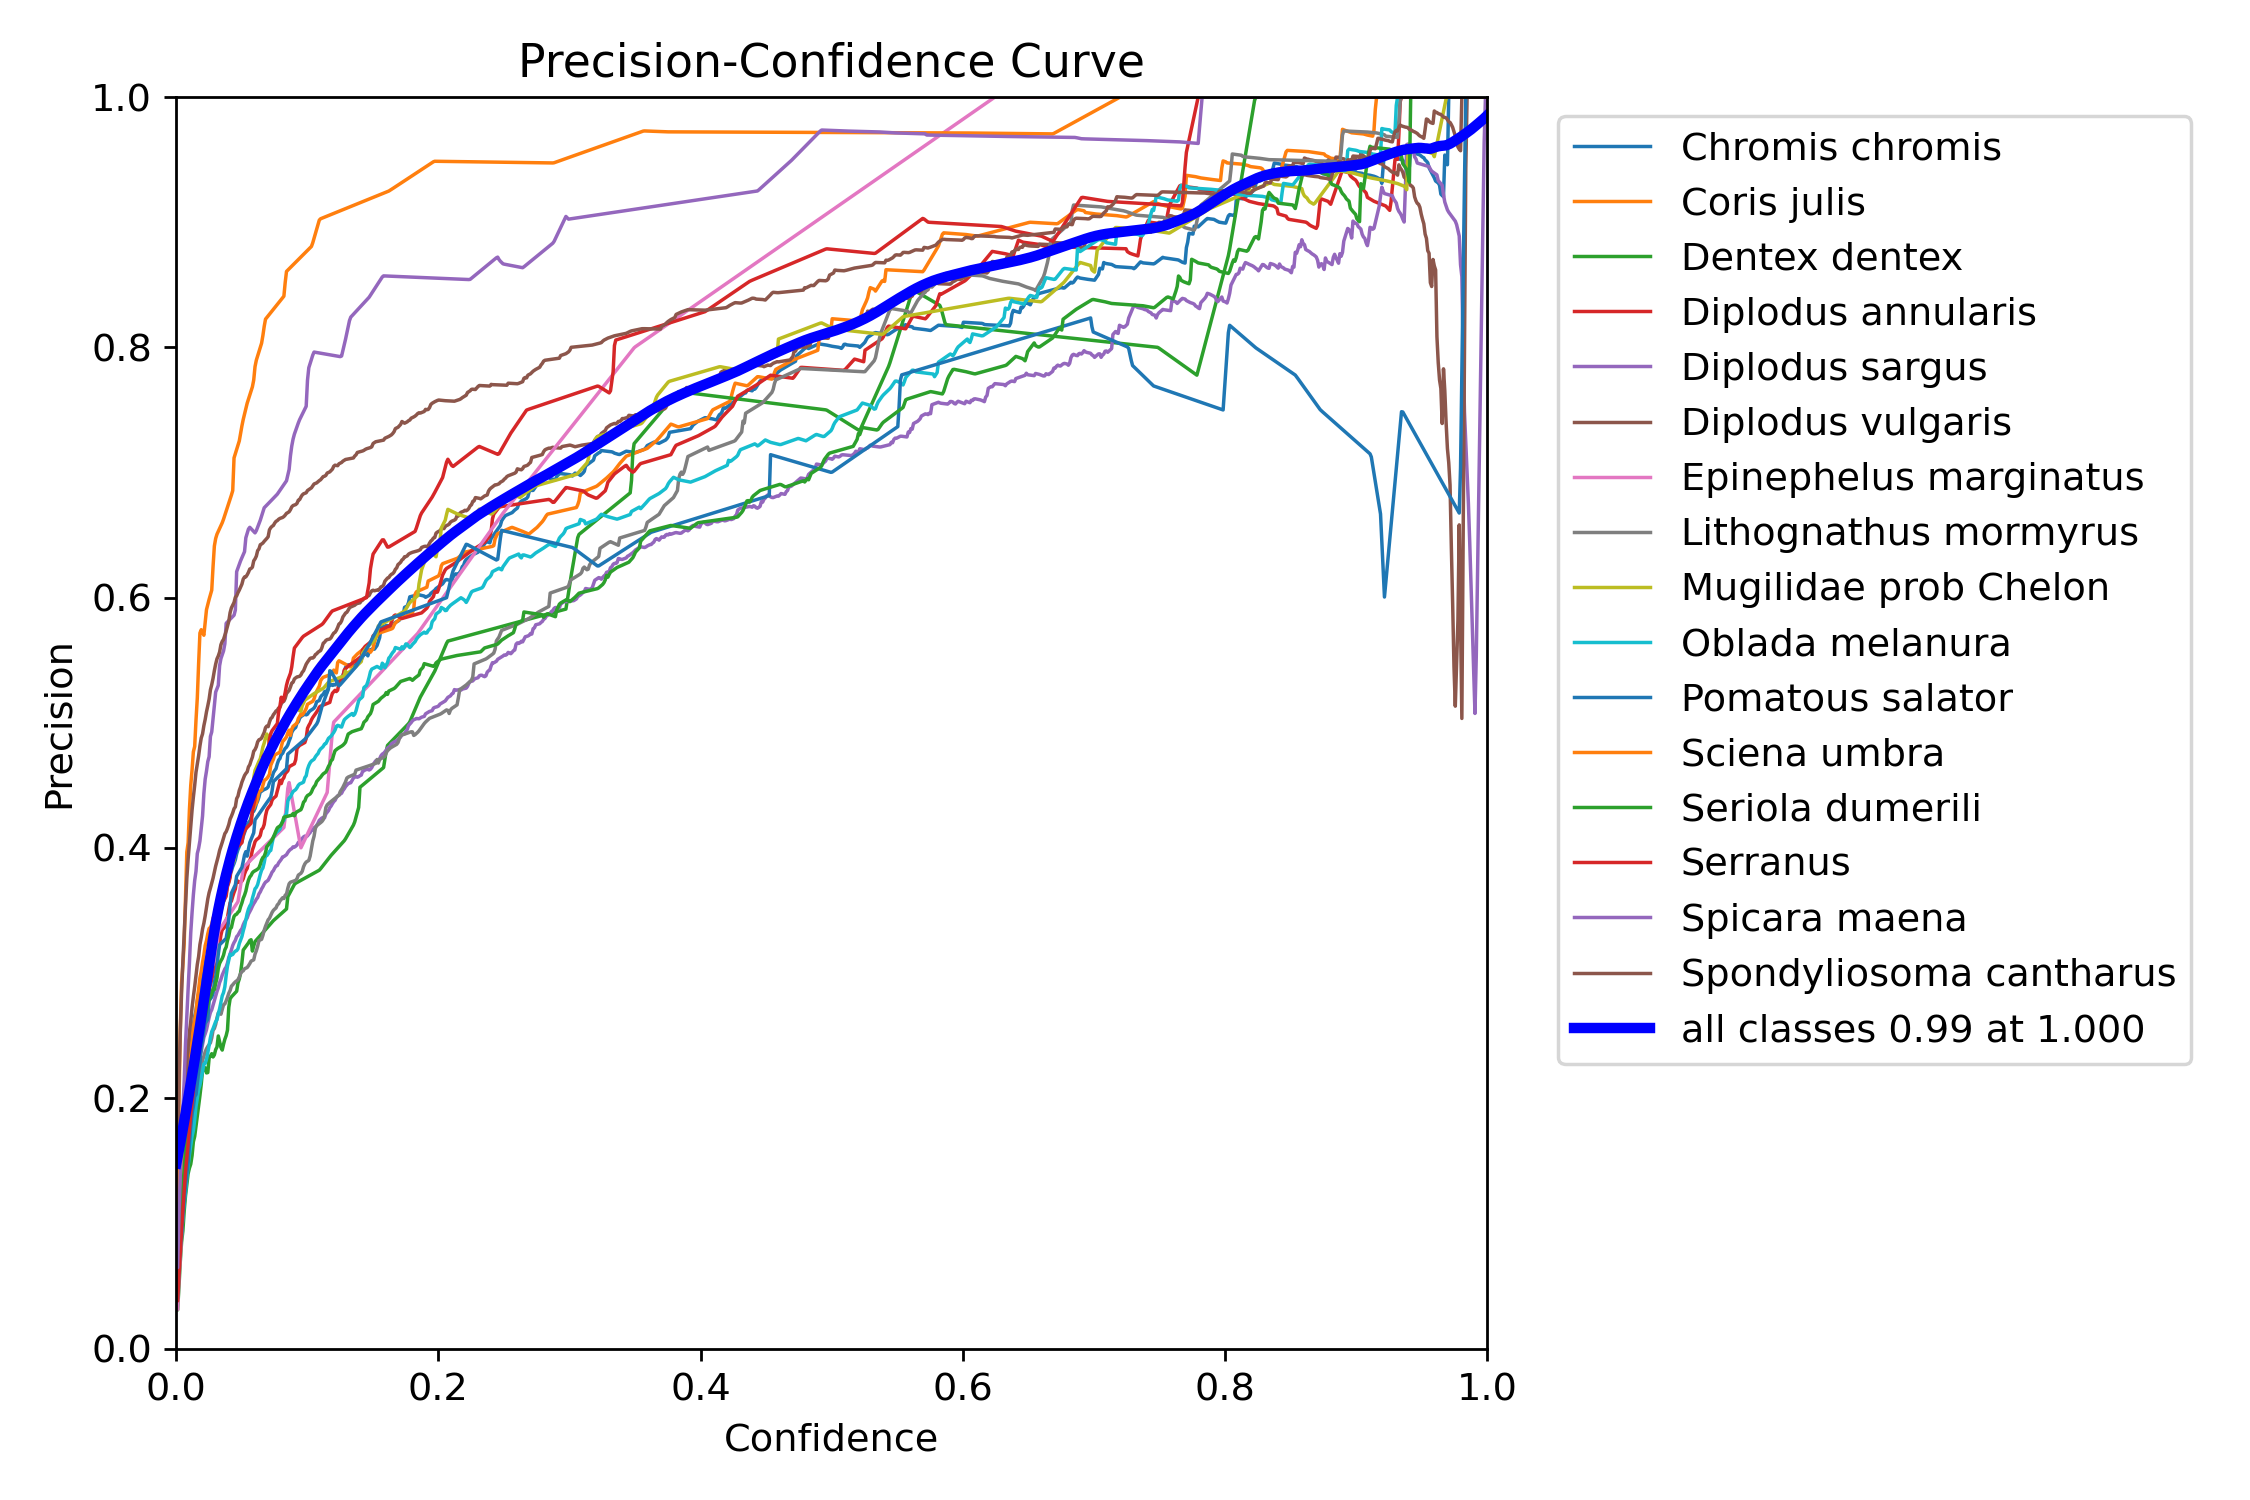 Precision-Confidence Curve
1.0
0.8
0.6
0.4
0.2
0.0
Precision
0.0 0.2 0.4 0.6 0.8 1.0
Confidence
Chromis chromis
Coris julis
Dentex dentex
Diplodus annularis
Diplodus sargus
Diplodus vulgaris
Epinephelus marginatus
Lithognathus mormyrus
Mugilidae prob Chelon
Oblada melanura
Pomatous salator
Sciena umbra
Seriola dumerili
Serranus
Spicara maena
Spondyliosoma cantharus
all classes 0.99 at 1.000